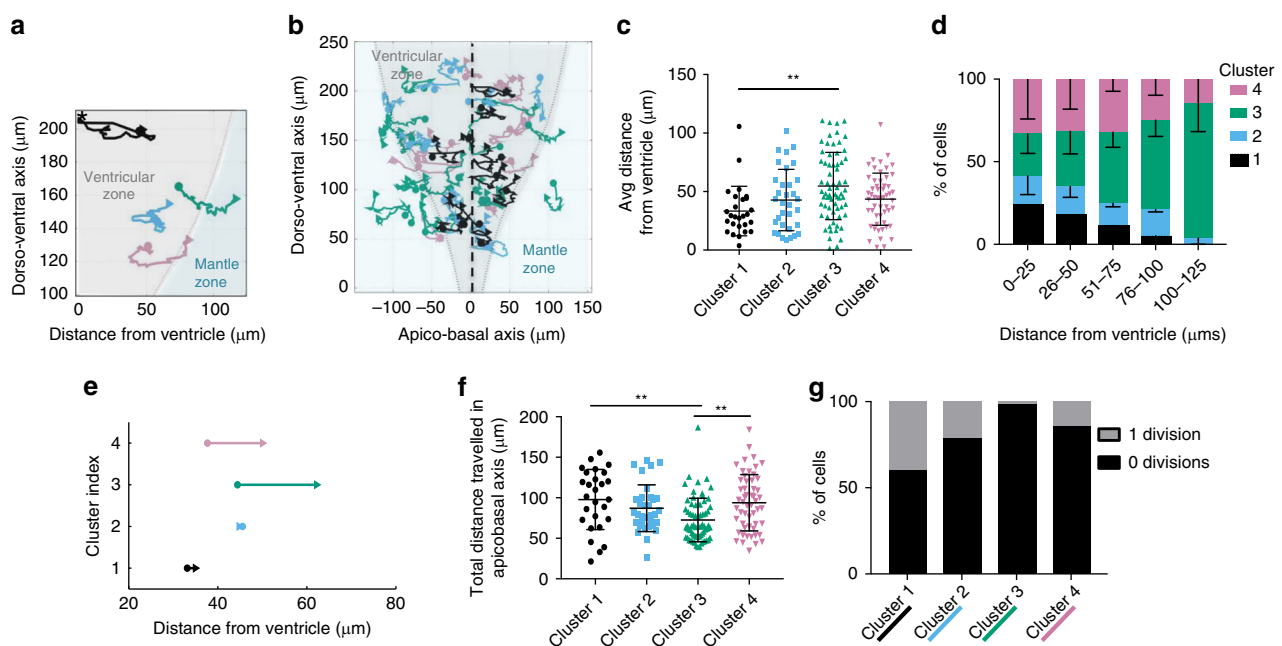 a
Dorso-ventral axis (μm)
200
180
160
140
120
100
*
Ventricular
zone
Mantle
zone
0
50
100
Distance from ventricle (μm)
b
Dorso-ventral axis (μm)
250
200
150
100
50
0
Ventricular
zone
Mantle
zone
−100
−50
0
50
100
150
Apico-basal axis (μm)
c
Avg distance
from ventricle (μm)
150
100
50
0
**
Cluster 1
Cluster 2
Cluster 3
Cluster 4
d
% of cells
100
50
0
0–25
26–50
51–75
76–100
100–125
Distance from ventricle (μms)
Cluster
4
3
2
1
e
Cluster index
4
3
2
1
20
40
60
80
Distance from ventricle (μm)
f
Total distance travelled in
apicobasal axis (μm)
200
150
100
50
0
**
**
Cluster 1
Cluster 2
Cluster 3
Cluster 4
g
% of cells
100
50
0
Cluster 1
Cluster 2
Cluster 3
Cluster 4
1 division
0 divisions